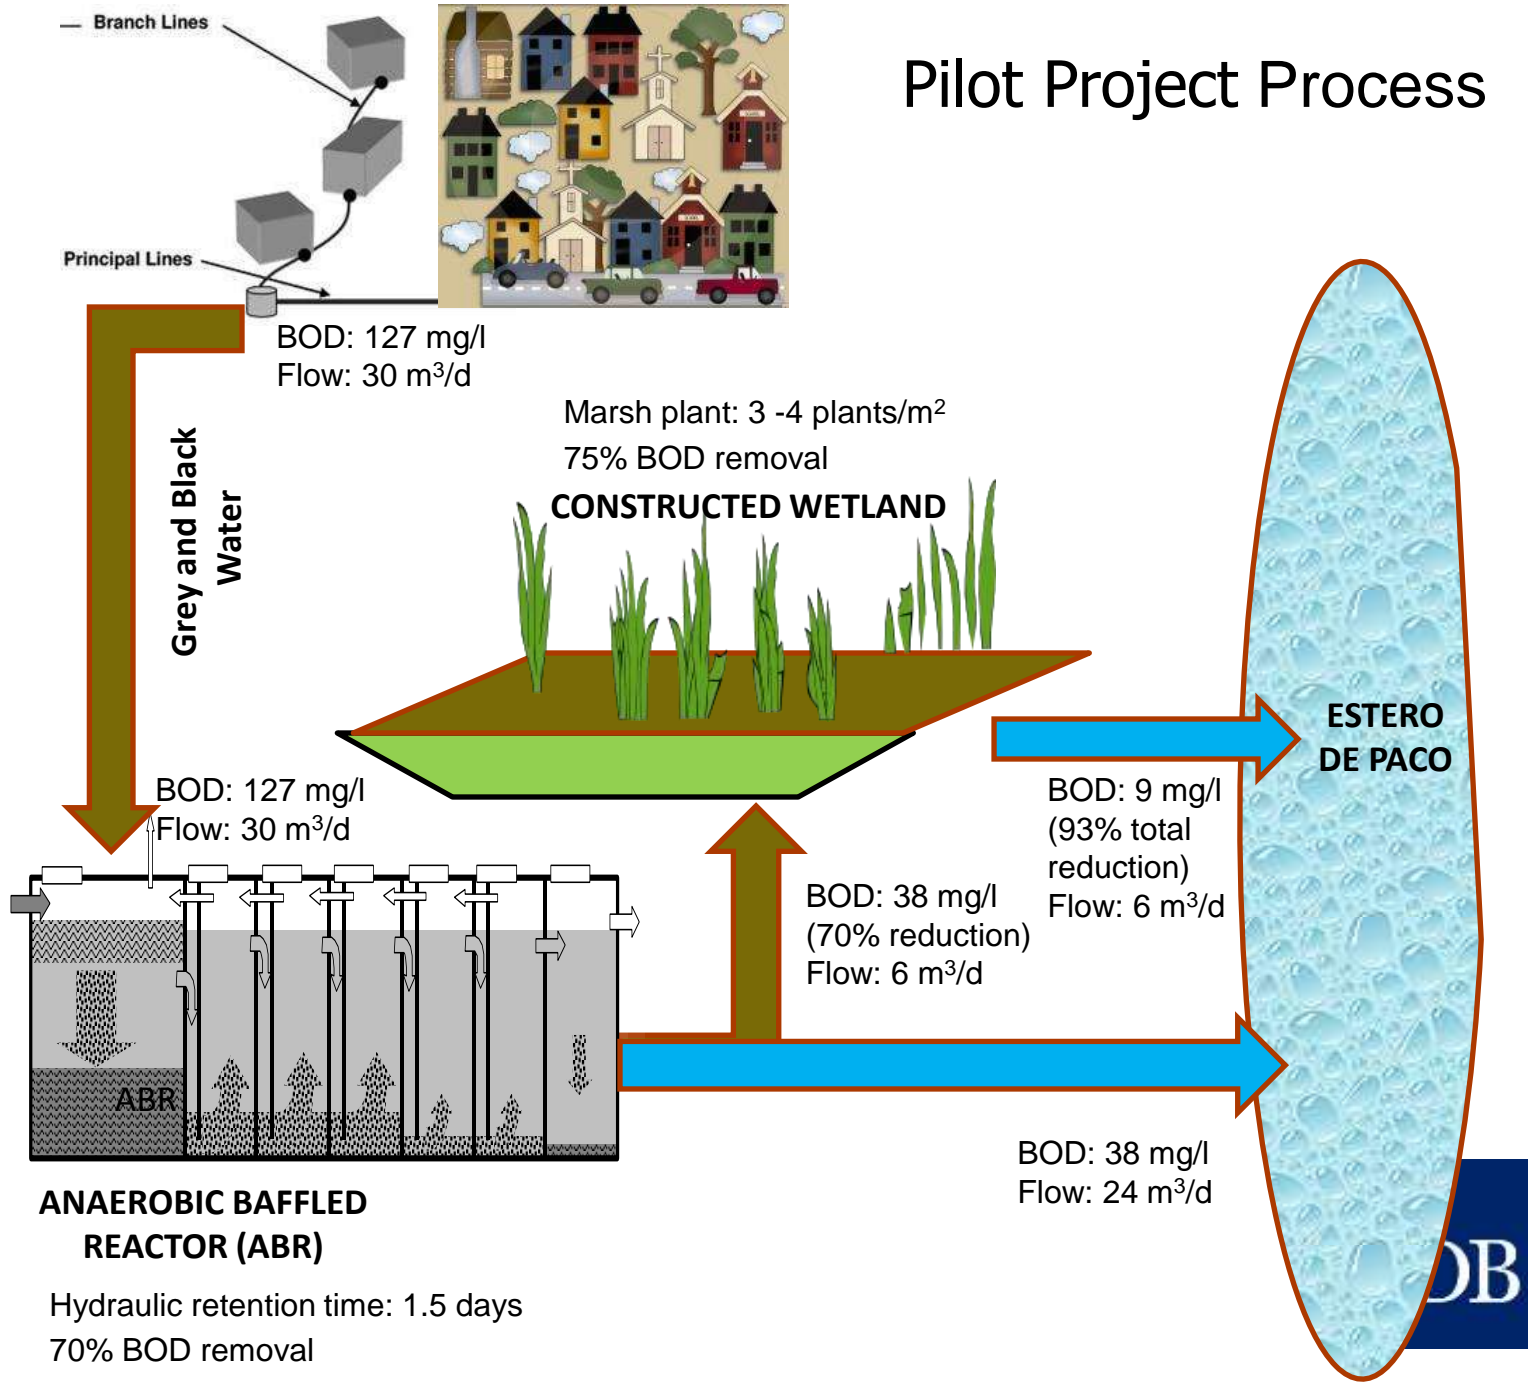 Branch Lines
Pilot Project Process
Principal Lines
BOD: 127 mg/l
Flow: 30 m³/d
Marsh plant: 3 -4 plants/m²
75% BOD removal
CONSTRUCTED WETLAND
Grey and Black
Water
ESTERO
DE PACO
BOD: 127 mg/l
Flow: 30 m³/d
BOD: 9 mg/l
(93% total
reduction)
Flow: 6 m³/d
BOD: 38 mg/l
(70% reduction)
Flow: 6 m³/d
ABR
BOD: 38 mg/l
Flow: 24 m³/d
ANAEROBIC BAFFLED
REACTOR (ABR)
Hydraulic retention time: 1.5 days
70% BOD removal
DB